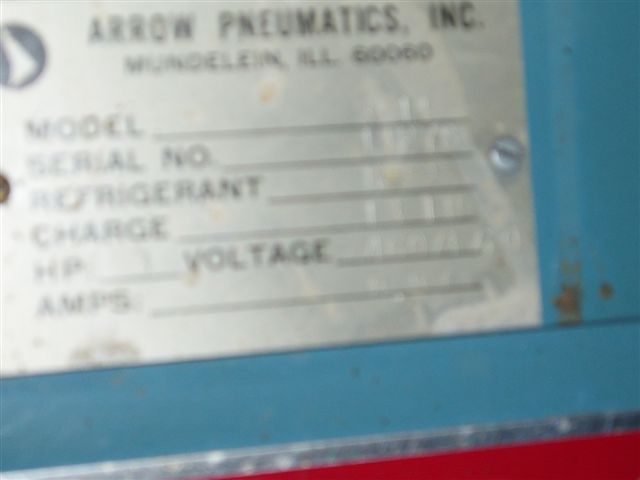 ARROW PNEUMATICS, INC.
MUNDELEIN, ILL. 60060
MODEL
SERIAL NO.
REFRIGERANT
CHARGE
HP. VOLTAGE
AMPS.